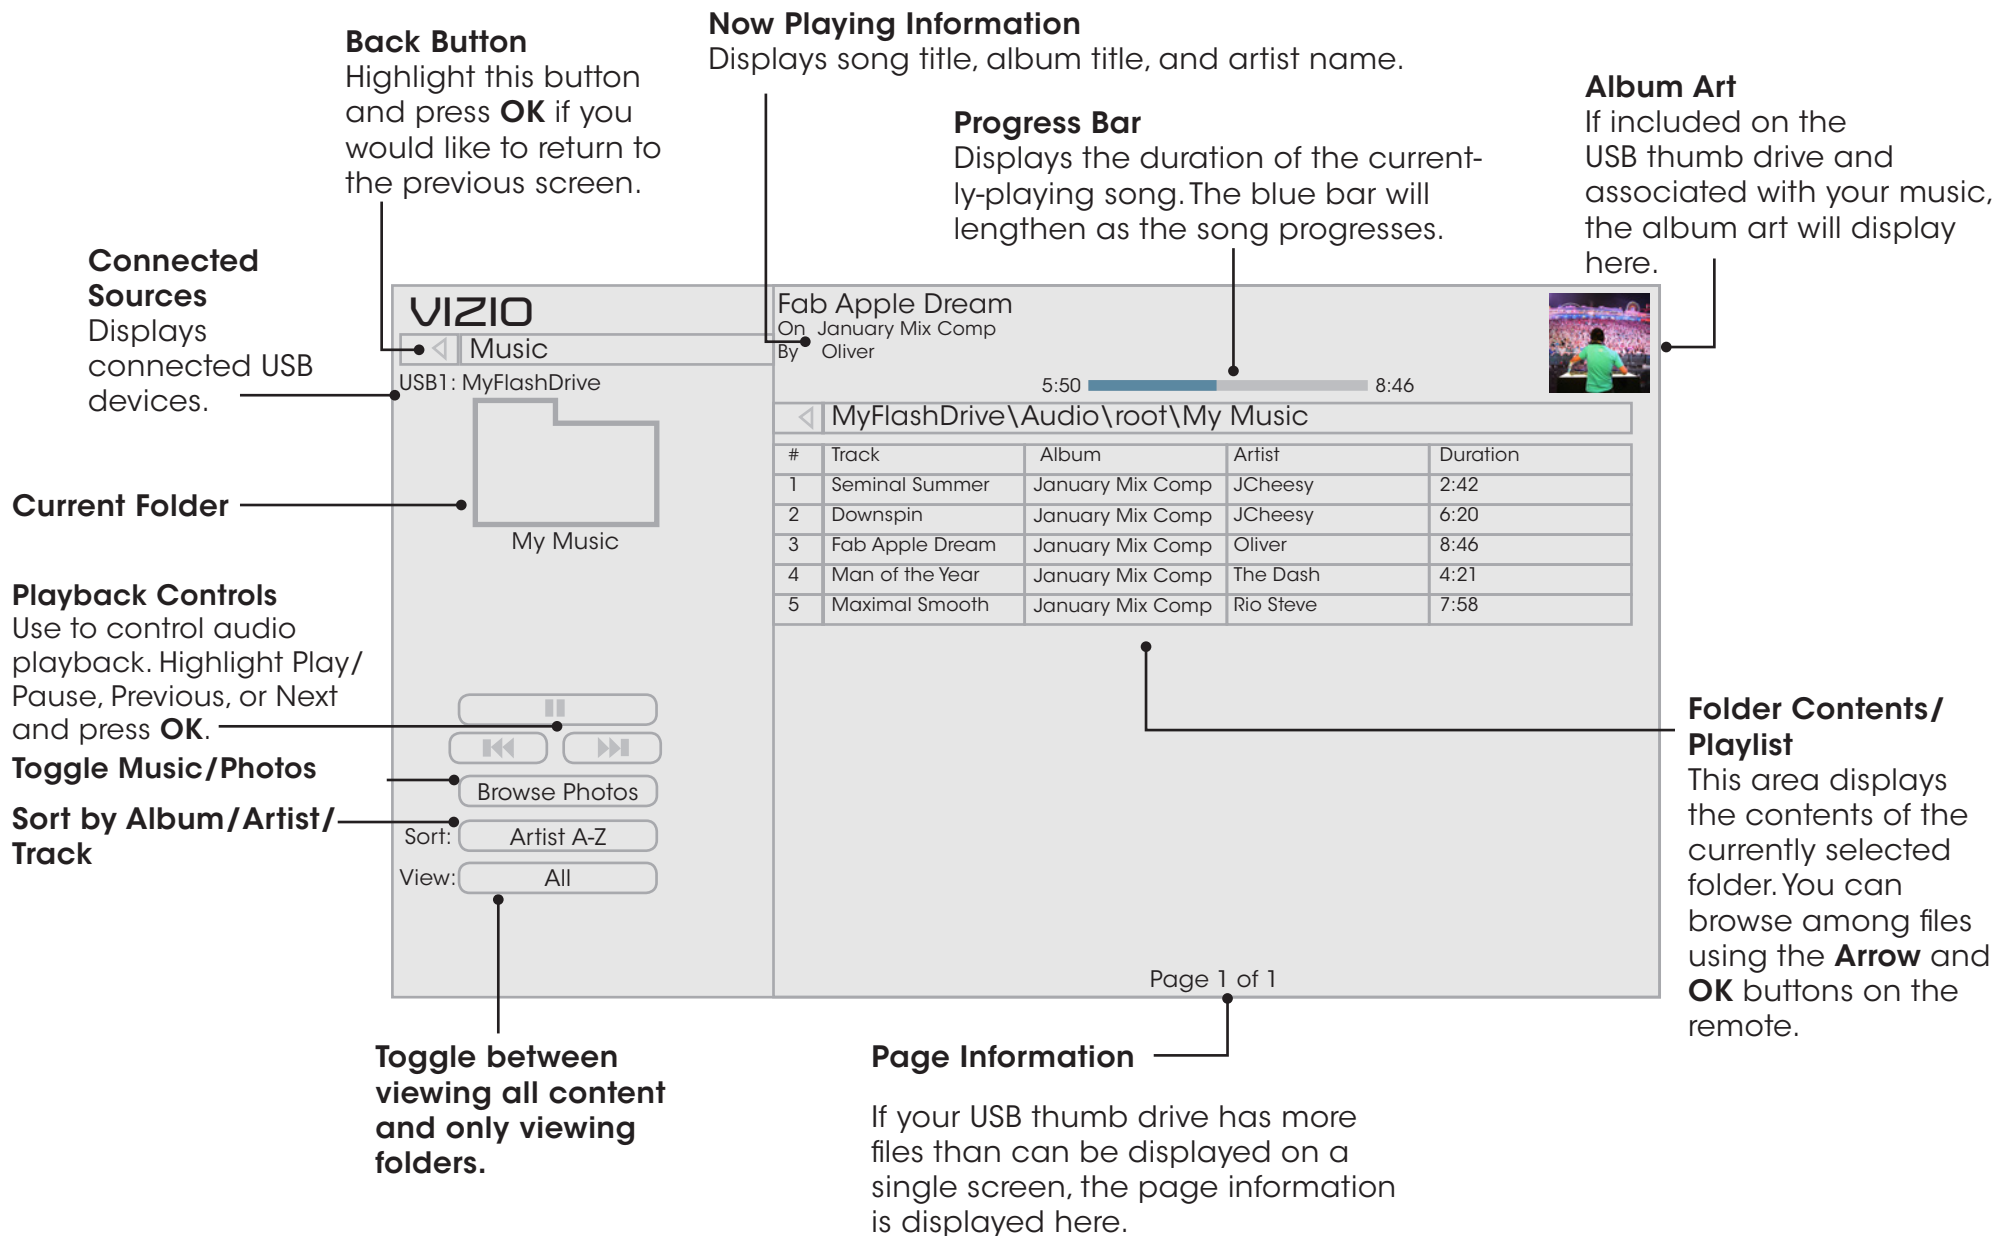 Back Button
Highlight this button
and press OK if you
would like to return to
the previous screen.
Now Playing Information
Displays song title, album title, and artist name.
Progress Bar
Displays the duration of the current-
ly-playing song. The blue bar will
lengthen as the song progresses.
Album Art
If included on the
USB thumb drive and
associated with your music,
the album art will display
here.
Connected
Sources
Displays
connected USB
devices.
Current Folder
Playback Controls
Use to control audio
playback. Highlight Play/
Pause, Previous, or Next
and press OK.
Toggle Music/Photos
Sort by Album/Artist/
Track
VIZIO
Music
USB1: MyFlashDrive
My Music
Browse Photos
Sort: Artist A-Z
View: All
Fab Apple Dream
On January Mix Comp
By Oliver
5:50 8:46
MyFlashDrive\Audio\root\My Music
# Track Album Artist Duration
1 Seminal Summer January Mix Comp JCheesy 2:42
2 Downspin January Mix Comp JCheesy 6:20
3 Fab Apple Dream January Mix Comp Oliver 8:46
4 Man of the Year January Mix Comp The Dash 4:21
5 Maximal Smooth January Mix Comp Rio Steve 7:58
Page 1 of 1
Folder Contents/
Playlist
This area displays
the contents of the
currently selected
folder. You can
browse among files
using the Arrow and
OK buttons on the
remote.
Toggle between
viewing all content
and only viewing
folders.
Page Information
If your USB thumb drive has more
files than can be displayed on a
single screen, the page information
is displayed here.